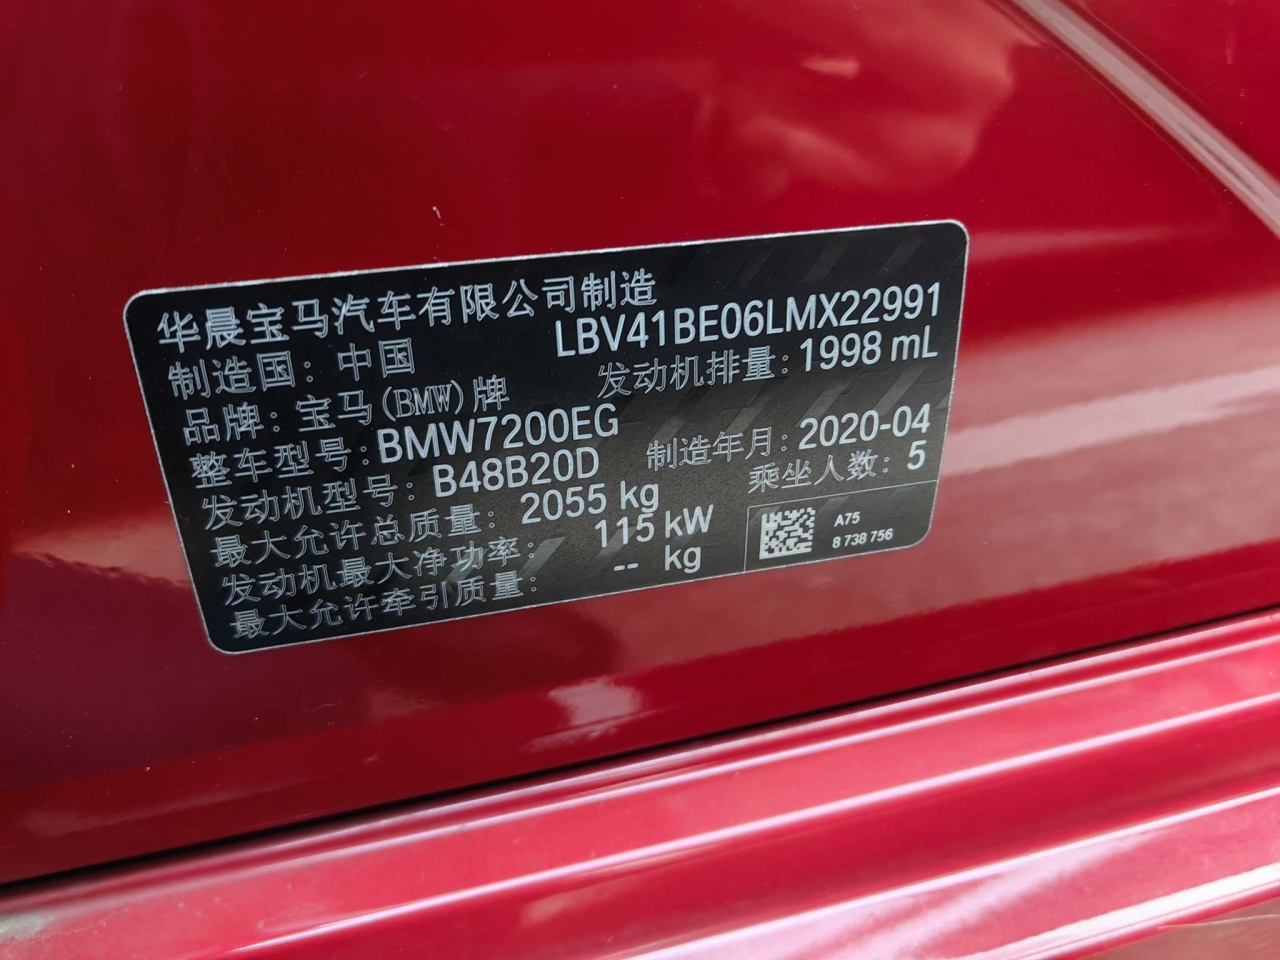 华晨宝马汽车有限公司制造
LBV41BE06LMX22991
制造国：中国
品牌：宝马(BMW)牌
发动机排量：1998 mL
整车型号：BMW7200EG
发动机型号：B48B20D
制造年月：2020-04
最大允许总质量：2055 kg
乘坐人数：5
发动机最大净功率：115 kW
最大允许牵引质量：-- kg
A75
8 738 756